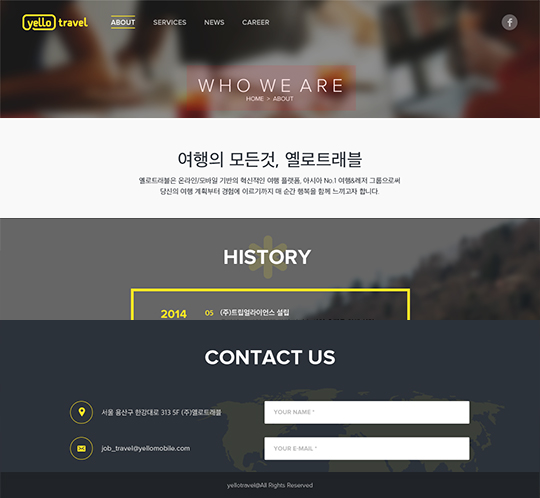 yello travel
ABOUT
SERVICES
NEWS
CAREER
f
WHO WE ARE
HOME > ABOUT
여행의 모든것, 옐로트래블
옐로트래블은 온라인/모바일 기반의 혁신적인 여행 플랫폼, 아시아 No.1 여행&레저 그룹으로써
당신의 여행 계획부터 경험에 이르기까지 매 순간 행복을 함께 느끼고자 합니다.
HISTORY
2014 05 (주)트립얼라이언스 설립
CONTACT US
서울 용산구 한강대로 313 5F (주)옐로트래블
YOUR NAME *
job_travel@yellomobile.com
YOUR E-MAIL *
yellotravel@All Rights Reserved